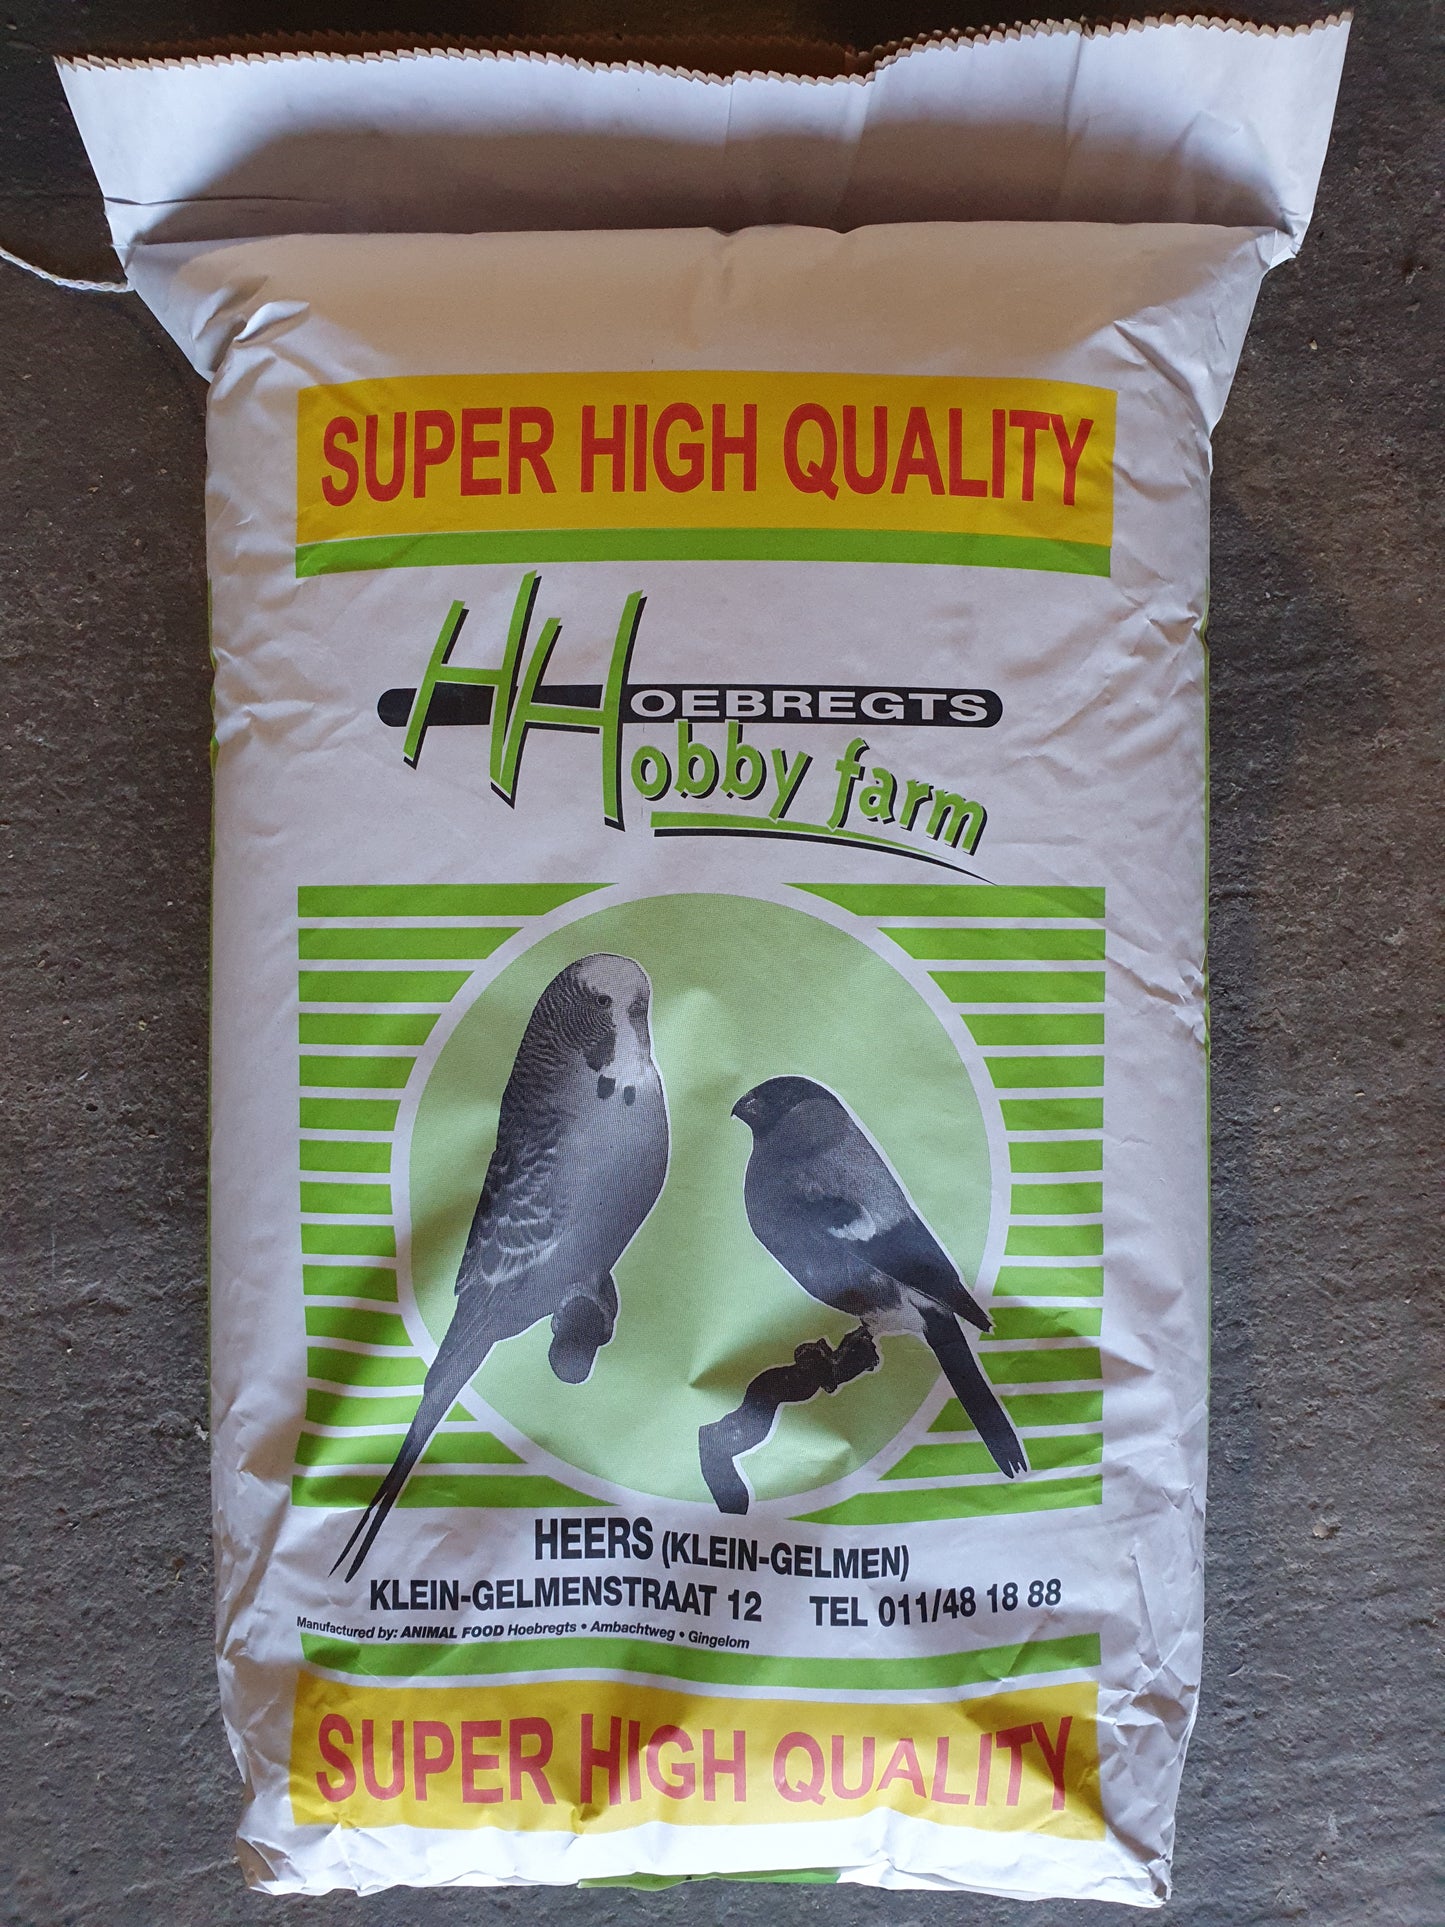 SUPER HIGH QUALITY
HH HOEBREGTS
Hobby farm
HEERS (KLEIN-GELMEN)
KLEIN-GELMENSTRAAT 12 TEL 011/48 18 88
Manufactured by: ANIMAL FOOD Hoebregts • Ambachtweg • Gingelom
SUPER HIGH QUALITY